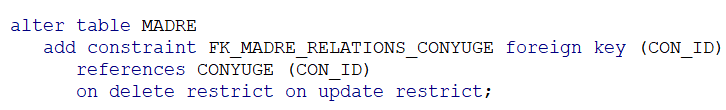 alter table MADRE
add constraint FK_MADRE_RELATIONS_CONYUGE foreign key (CON_ID)
references CONYUGE (CON_ID)
on delete restrict on update restrict;